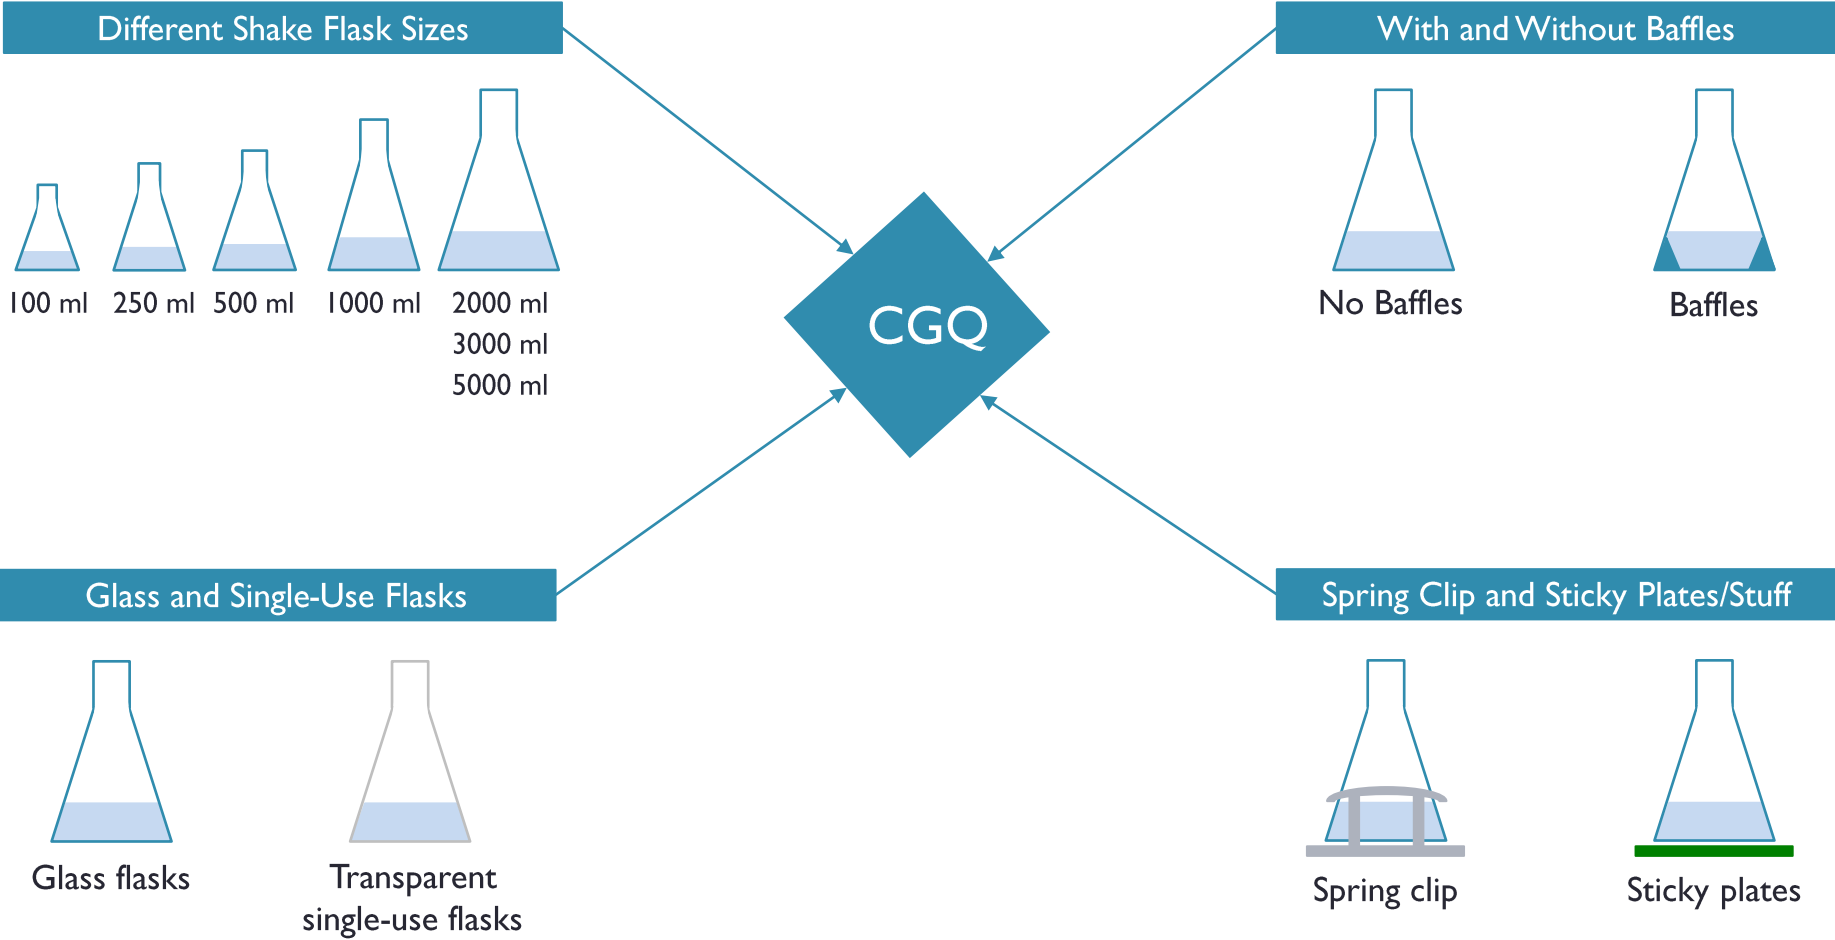 Different Shake Flask Sizes
100 ml
250 ml
500 ml
1000 ml
2000 ml
3000 ml
5000 ml
With and Without Baffles
No Baffles
Baffles
CGQ
Glass and Single-Use Flasks
Glass flasks
Transparent
single-use flasks
Spring Clip and Sticky Plates/Stuff
Spring clip
Sticky plates